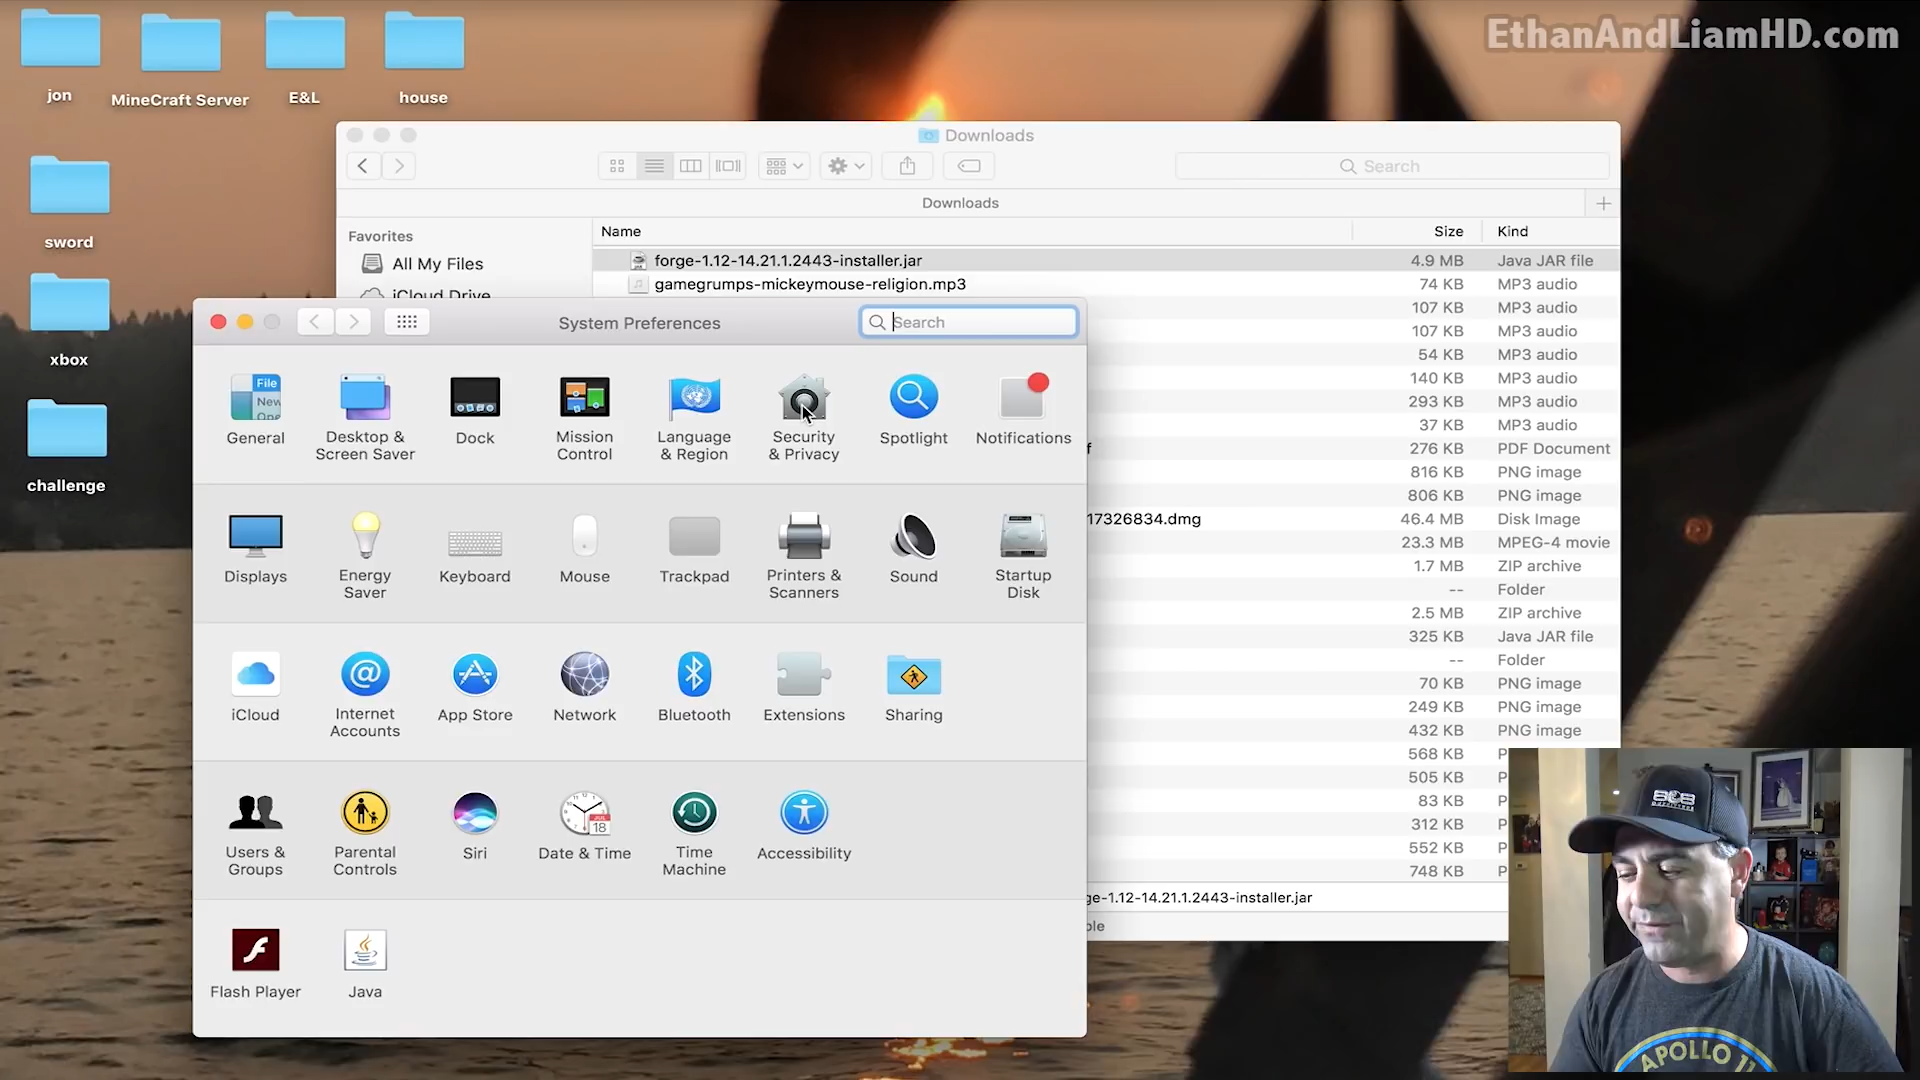 EthanAndLiamHD.com
jon
MineCraft Server
E&L
house
sword
xbox
challenge
Downloads
Search
Downloads
Favorites
Name
Size
Kind
All My Files
iCloud Drive
forge-1.12-14.21.1.2443-installer.jar
4.9 MB
Java JAR file
gamegrumps-mickeymouse-religion.mp3
74 KB
MP3 audio
107 KB
MP3 audio
107 KB
MP3 audio
54 KB
MP3 audio
140 KB
MP3 audio
293 KB
MP3 audio
37 KB
MP3 audio
f
276 KB
PDF Document
816 KB
PNG image
806 KB
PNG image
17326834.dmg
46.4 MB
Disk Image
23.3 MB
MPEG-4 movie
1.7 MB
ZIP archive
--
Folder
2.5 MB
ZIP archive
325 KB
Java JAR file
--
Folder
70 KB
PNG image
249 KB
PNG image
432 KB
PNG image
568 KB
505 KB
83 KB
312 KB
552 KB
748 KB
ge-1.12-14.21.1.2443-installer.jar
ble
System Preferences
Search
File
New
Ope
General
Desktop &
Screen Saver
Dock
Mission
Control
Language
& Region
Security
& Privacy
Spotlight
Notifications
Displays
Energy
Saver
Keyboard
Mouse
Trackpad
Printers &
Scanners
Sound
Startup
Disk
iCloud
Internet
Accounts
App Store
Network
Bluetooth
Extensions
Sharing
Users &
Groups
Parental
Controls
Siri
JUL
18
Date & Time
Time
Machine
Accessibility
Flash Player
Java
808
APOLLO 11